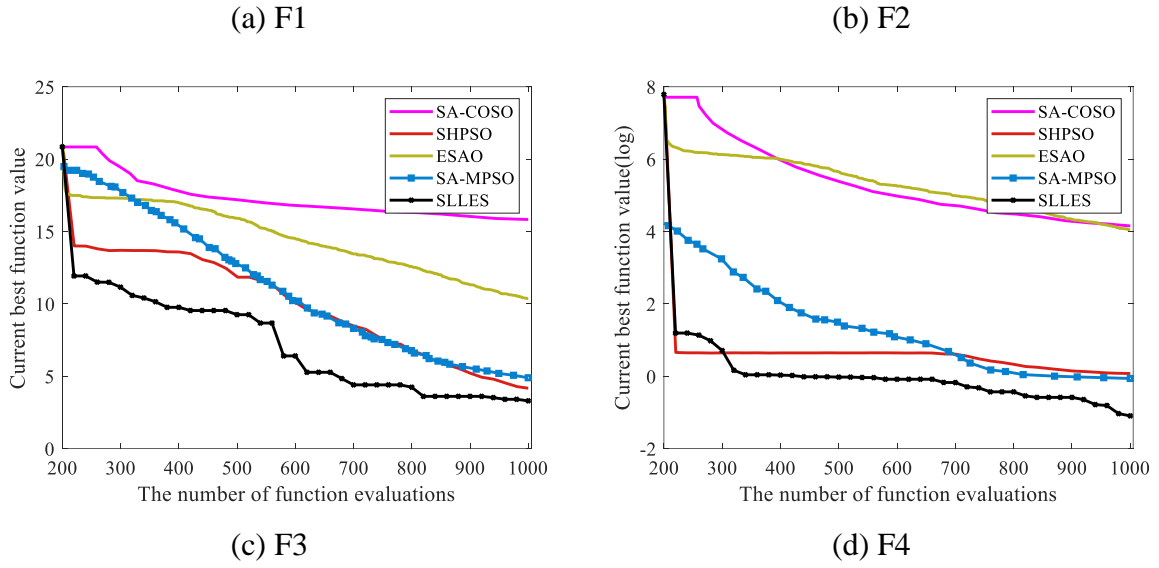 (a) F1
(b) F2
25
20
15
10
5
0
Current best function value
200 300 400 500 600 700 800 900 1000
The number of function evaluations
SA-COSO
SHPSO
ESAO
SA-MPSO
SLLES
8
6
4
2
0
-2
Current best function value(log)
200 300 400 500 600 700 800 900 1000
The number of function evaluations
SA-COSO
SHPSO
ESAO
SA-MPSO
SLLES
(c) F3
(d) F4